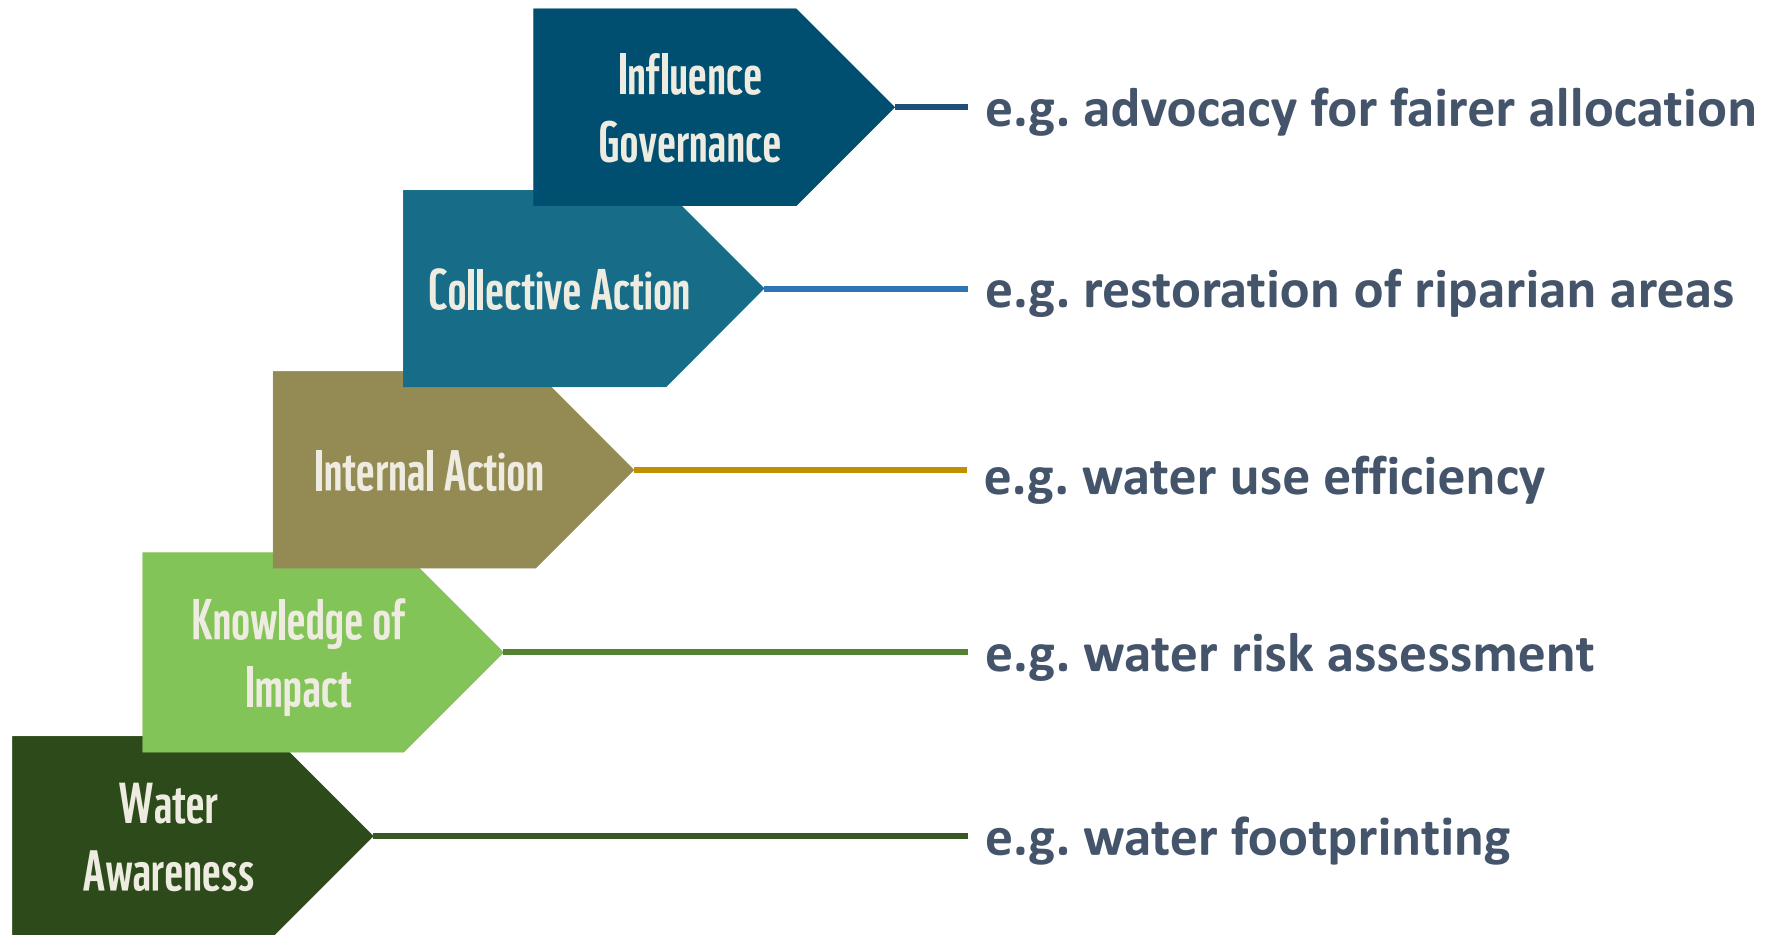 Influence
Governance
e.g. advocacy for fairer allocation
Collective Action
e.g. restoration of riparian areas
Internal Action
e.g. water use efficiency
Knowledge of
Impact
e.g. water risk assessment
Water
Awareness
e.g. water footprinting